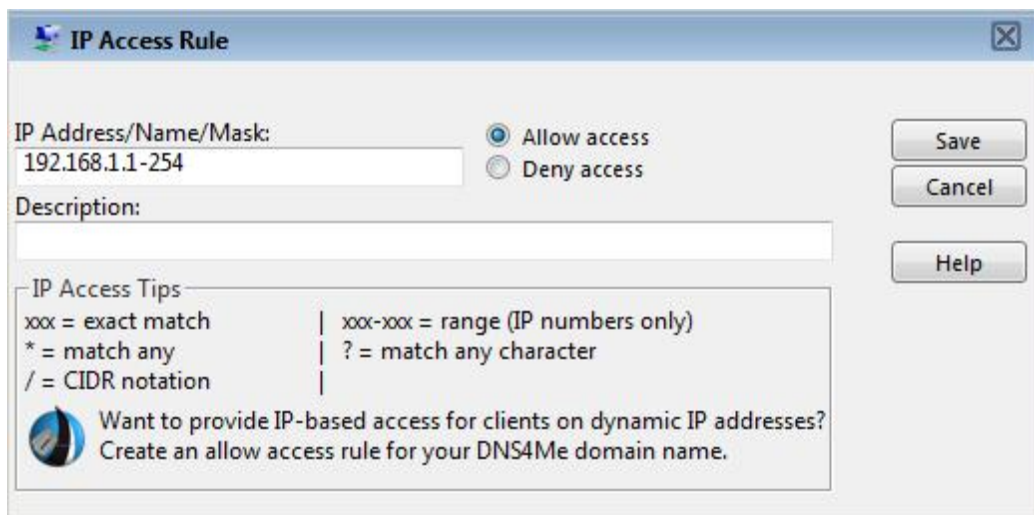 IP Access Rule
IP Address/Name/Mask:
192.168.1.1-254
Allow access
Deny access
Save
Cancel
Description:
Help
IP Access Tips
xxx = exact match | xxx-xxx = range (IP numbers only)
* = match any | ? = match any character
/ = CIDR notation |
Want to provide IP-based access for clients on dynamic IP addresses?
Create an allow access rule for your DNS4Me domain name.